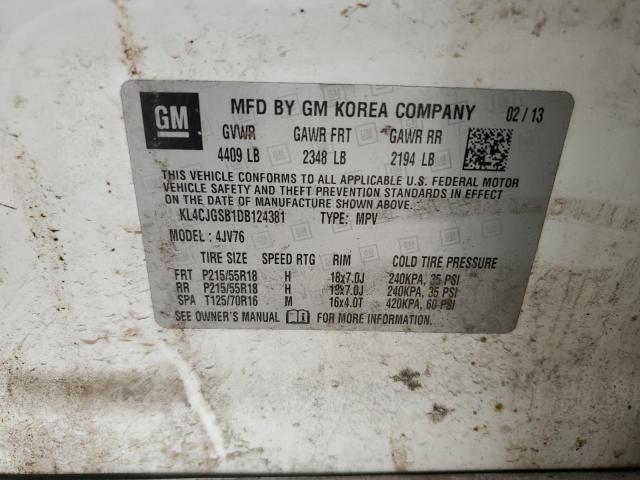 GM MFD BY GM KOREA COMPANY 02/13
GVWR GAWR FRT GAWR RR
4409 LB 2348 LB 2194 LB
THIS VEHICLE CONFORMS TO ALL APPLICABLE U.S. FEDERAL MOTOR
VEHICLE SAFETY AND THEFT PREVENTION STANDARDS IN EFFECT
ON THE DATE OF MANUFACTURE SHOWN ABOVE.
KL4CJGSB1DB124381 TYPE: MPV
MODEL: 4JV76
TIRE SIZE SPEED RTG RIM COLD TIRE PRESSURE
FRT P215/55R18 H 18x7.0J 240KPA, 35 PSI
RR P215/55R18 H 18x7.0J 240KPA, 35 PSI
SPA T125/70R16 M 16x4.0T 420KPA, 60 PSI
SEE OWNER'S MANUAL FOR MORE INFORMATION.